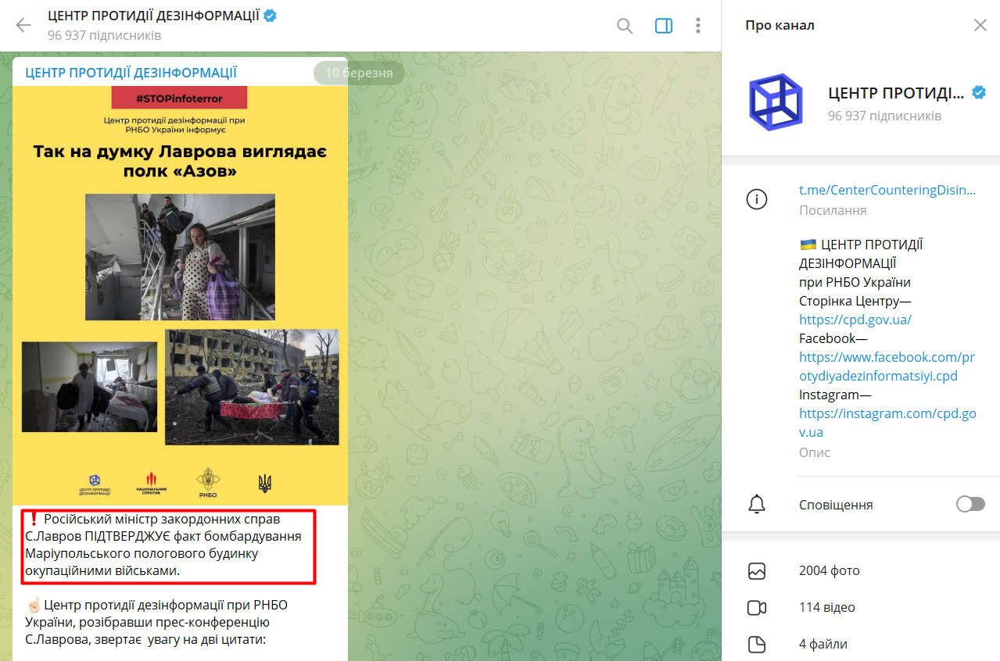 ЦЕНТР ПРОТИДІЇ ДЕЗІНФОРМАЦІЇ
96 937 підписників
ЦЕНТР ПРОТИДІЇ ДЕЗІНФОРМАЦІЇ
10 березня
#STOPinfoterror
Центр протидії дезінформації при
РНБО України інформує
Так на думку Лаврова виглядає
полк «Азов»
ЦЕНТР ПРОТИДІЇ
ДЕЗІНФОРМАЦІЇ
НАЦІОНАЛЬНИЙ
СПРОТИВ
РНБО
❗ Російський міністр закордонних справ
С.Лавров ПІДТВЕРДЖУЄ факт бомбардування
Маріупольського пологового будинку
окупаційними військами.
☝🏻Центр протидії дезінформації при РНБО
України, розібравши прес-конференцію
С.Лаврова, звертає увагу на дві цитати:
Про канал
ЦЕНТР ПРОТИДІ...
96 937 підписників
t.me/CenterCounteringDisin...
Посилання
🇺🇦 ЦЕНТР ПРОТИДІЇ
ДЕЗІНФОРМАЦІЇ
при РНБО України
Сторінка Центру—
https://cpd.gov.ua/
Facebook—
https://www.facebook.com/pr
otydiyadezinformatsiyi.cpd
Instagram—
https://instagram.com/cpd.go
v.ua
Опис
Сповіщення
2004 фото
114 відео
4 файли